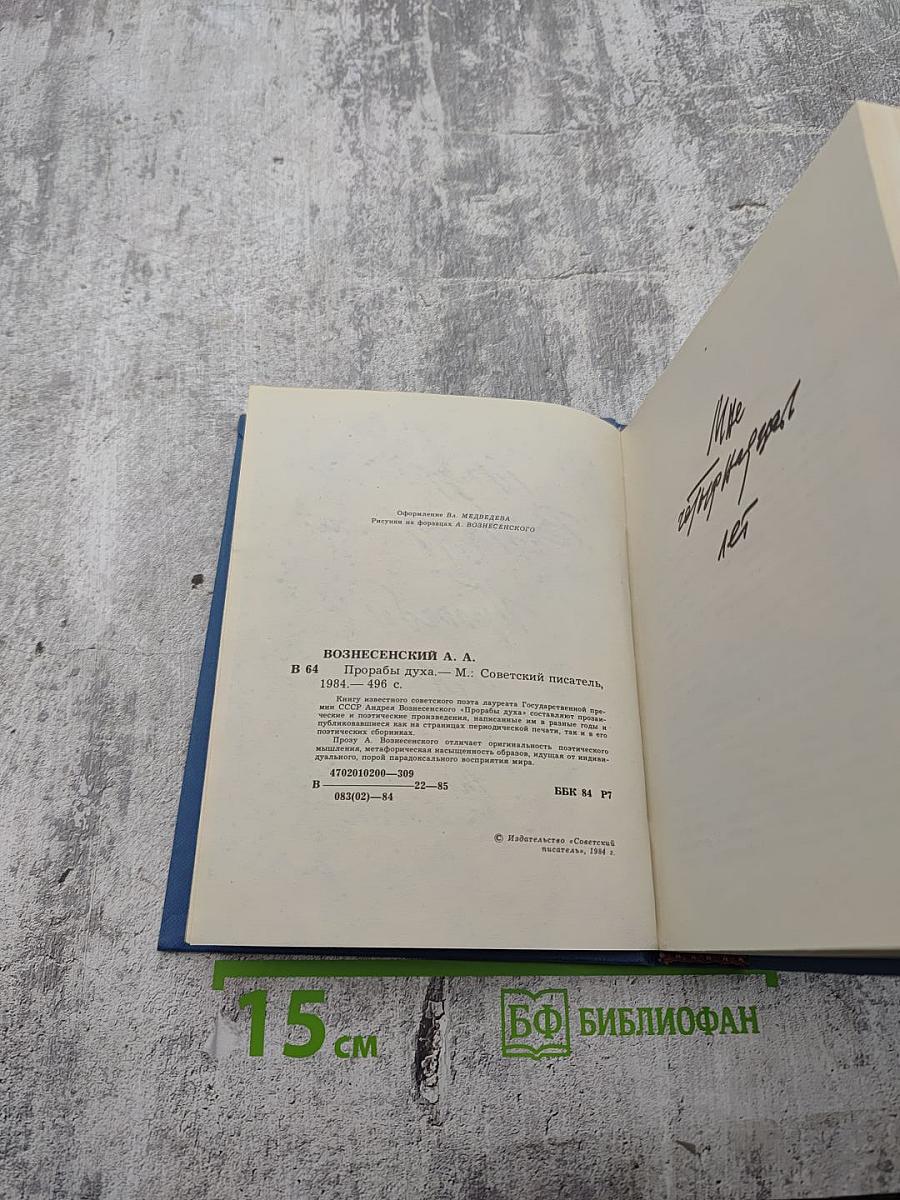 Оформление Вл. МЕДВЕДЕВА
Рисунки на форзацах А. ВОЗНЕСЕНСКОГО
ВОЗНЕСЕНСКИЙ А. А.
В 64 Прорабы духа.— М.: Советский писатель,
1984.— 496 с.
Книгу известного советского поэта лауреата Государственной пре-
мии СССР Андрея Вознесенского «Прорабы духа» составляют прозаи-
ческие и поэтические произведения, написанные им в разные годы и
публиковавшиеся как на страницах периодической печати, так и в его
поэтических сборниках.
Прозу А. Вознесенского отличает оригинальность поэтического
мышления, метафорическая насыщенность образов, идущая от индиви-
дуального, порой парадоксального восприятия мира.
4702010200—309
В 22—85
083(02)—84
ББК 84 Р7
© Издательство «Советский
писатель», 1984 г.
Мне
четырнадцать
лет
15 см
БФ БИБЛИОФАН